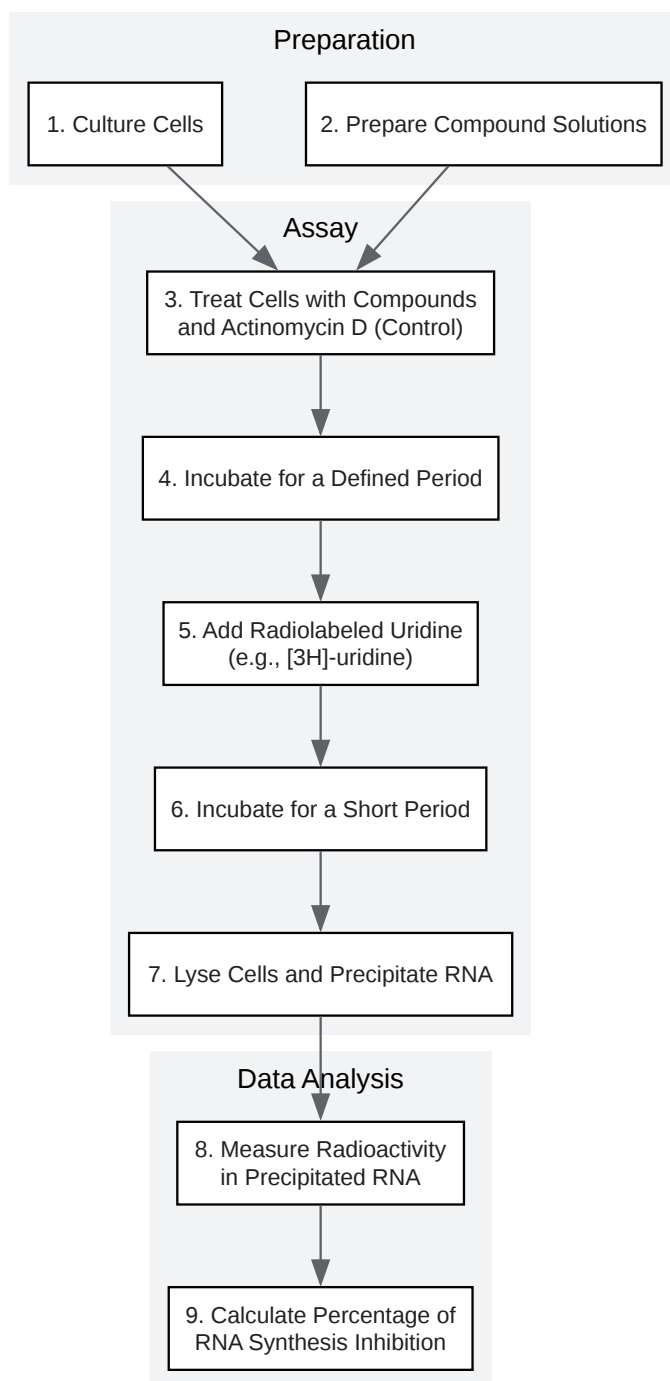 Preparation
1. Culture Cells
2. Prepare Compound Solutions
Assay
3. Treat Cells with Compounds
and Actinomycin D (Control)
4. Incubate for a Defined Period
5. Add Radiolabeled Uridine
(e.g., [3H]-uridine)
6. Incubate for a Short Period
7. Lyse Cells and Precipitate RNA
Data Analysis
8. Measure Radioactivity
in Precipitated RNA
9. Calculate Percentage of
RNA Synthesis Inhibition